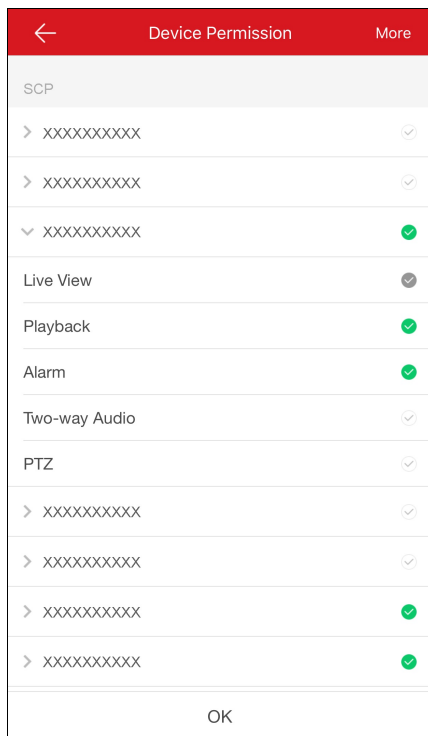 Device Permission More
SCP
XXXXXXXXXX
XXXXXXXXXX
XXXXXXXXXX
Live View
Playback
Alarm
Two-way Audio
PTZ
XXXXXXXXXX
XXXXXXXXXX
XXXXXXXXXX
XXXXXXXXXX
OK